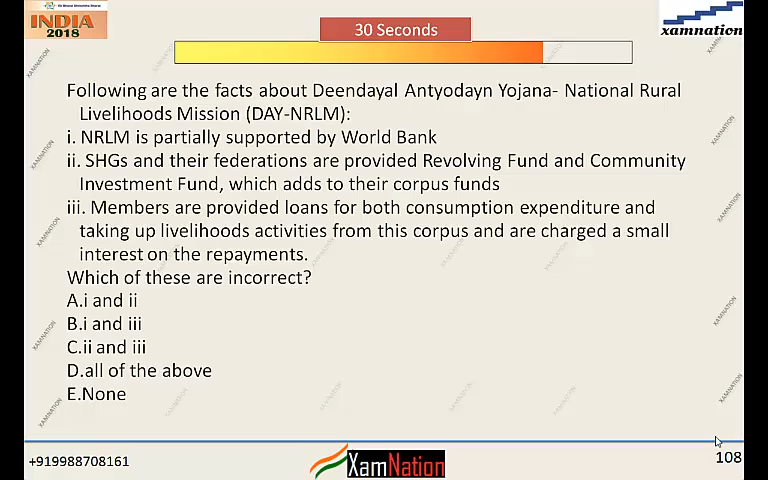 INDIA
2018
30 Seconds
xamnation
Following are the facts about Deendayal Antyodayn Yojana- National Rural
Livelihoods Mission (DAY-NRLM):
i. NRLM is partially supported by World Bank
ii. SHGs and their federations are provided Revolving Fund and Community
Investment Fund, which adds to their corpus funds
iii. Members are provided loans for both consumption expenditure and
taking up livelihoods activities from this corpus and are charged a small
interest on the repayments.
Which of these are incorrect?
A.i and ii
B.i and iii
C.ii and iii
D.all of the above
E.None
+919988708161
XamNation
108